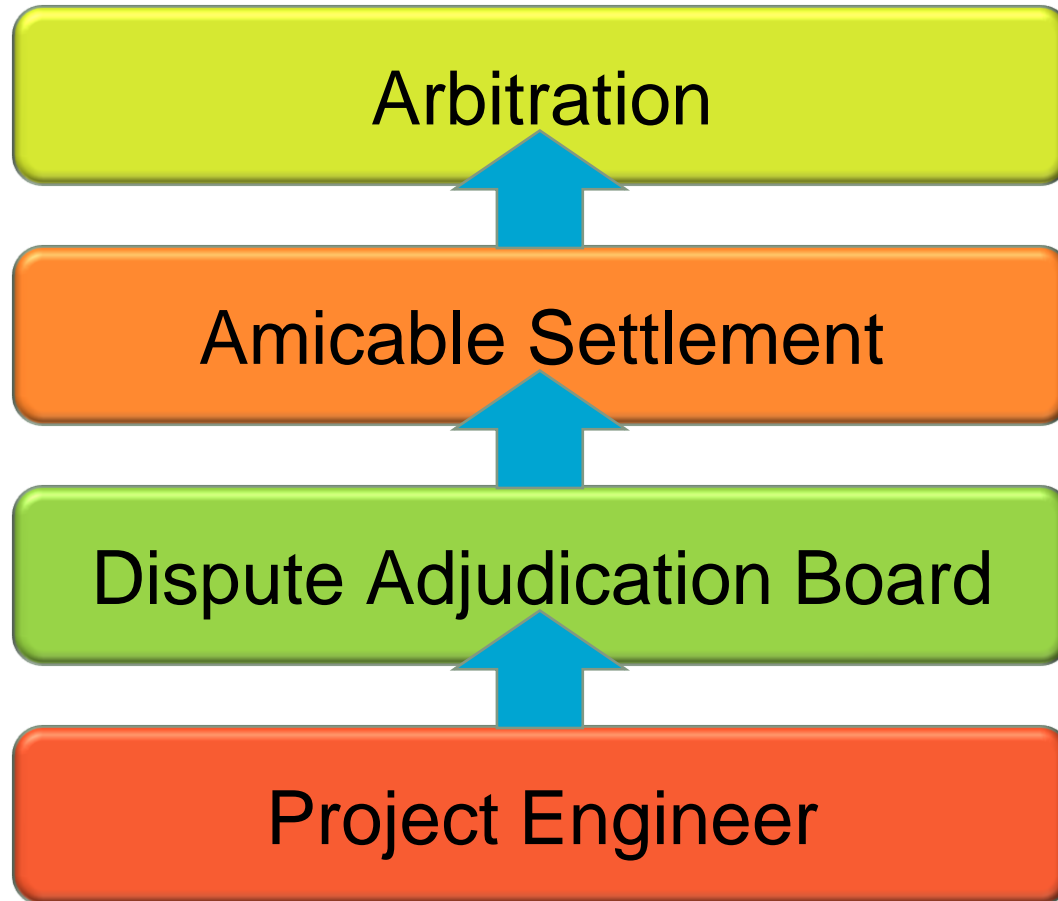 Arbitration
Amicable Settlement
Dispute Adjudication Board
Project Engineer